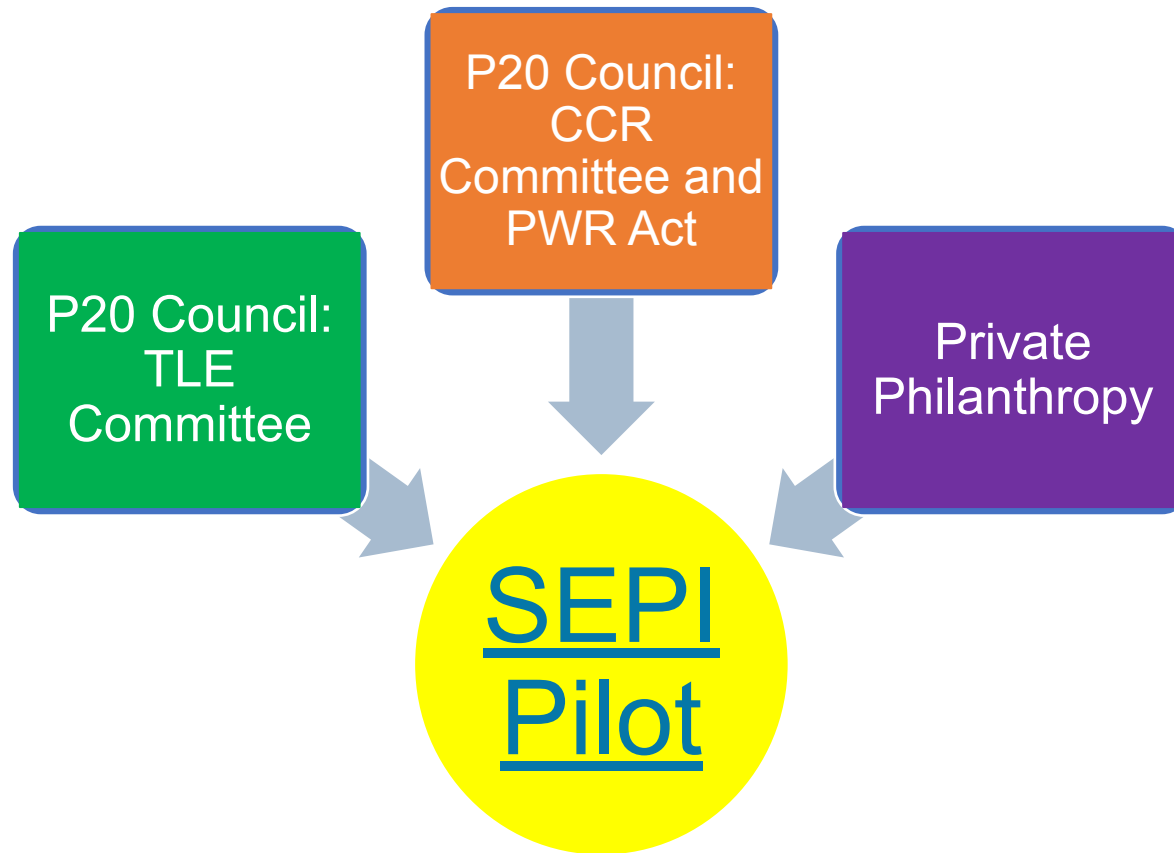 P20 Council:
CCR
Committee and
PWR Act
P20 Council:
TLE
Committee
Private
Philanthropy
SEPI
Pilot